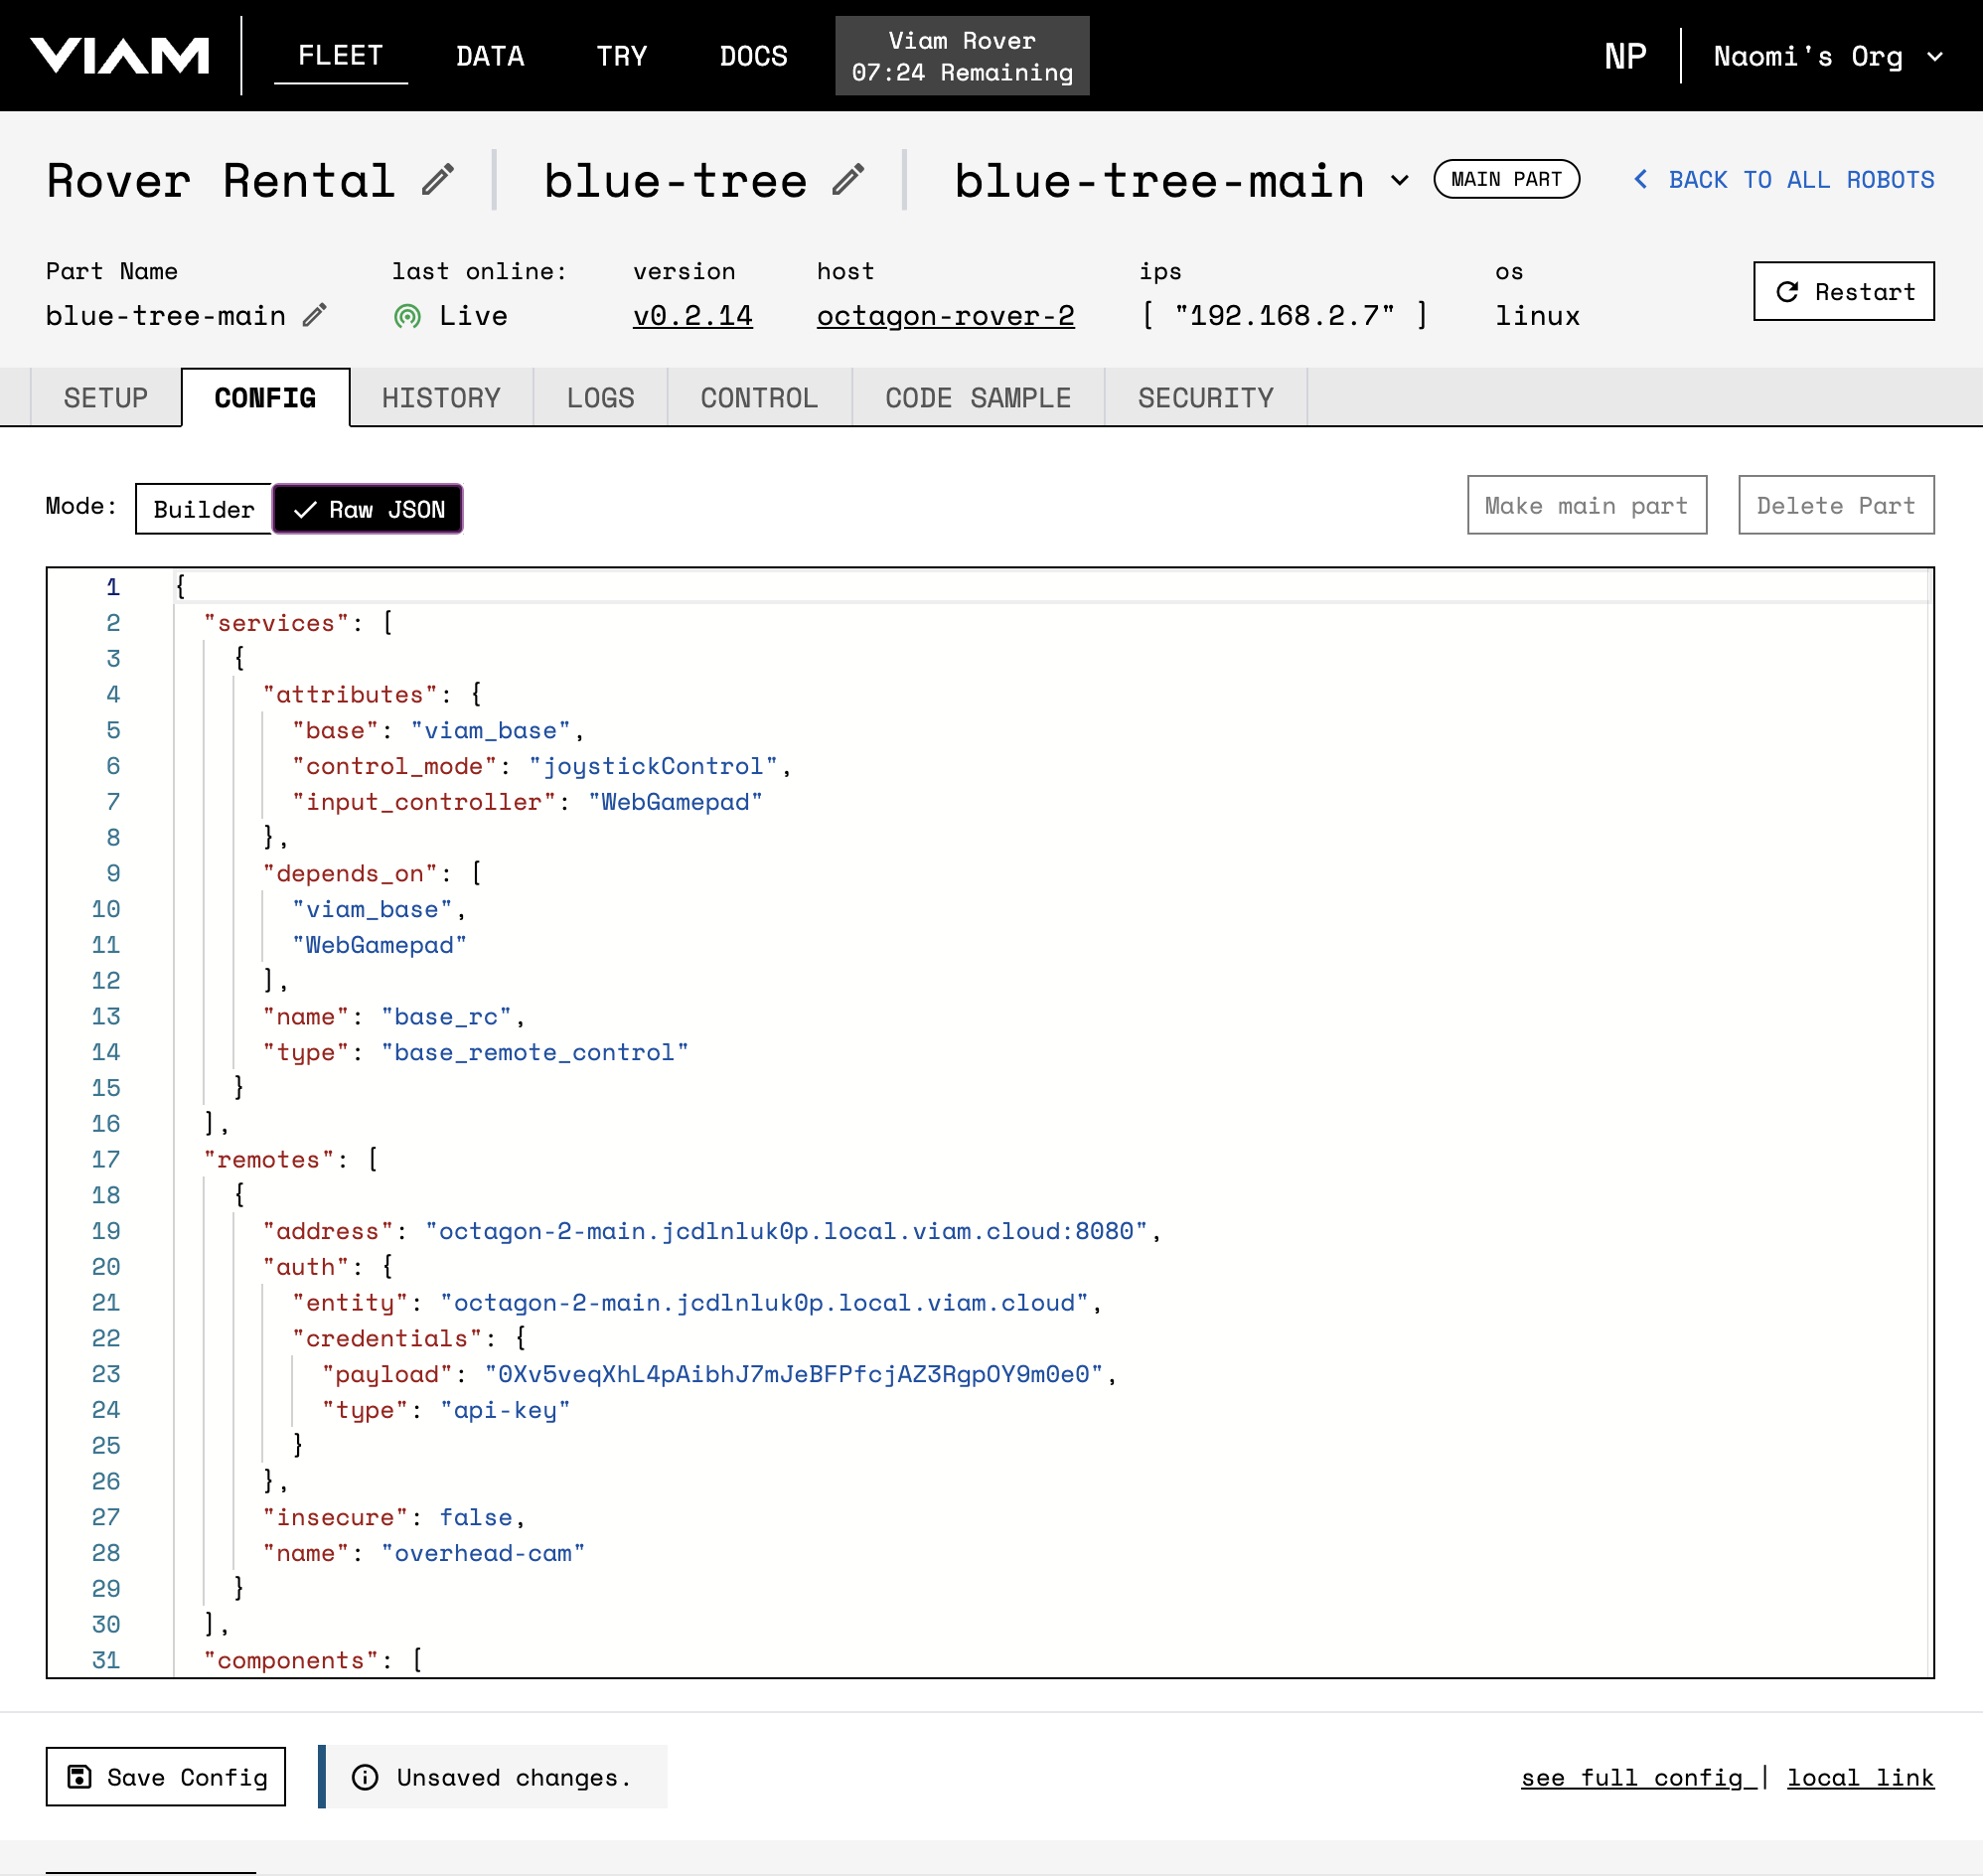 VIAM FLEET DATA TRY DOCS Viam Rover NP Naomi's Org
07:24 Remaining
Rover Rental blue-tree blue-tree-main MAIN PART BACK TO ALL ROBOTS
Part Name last online: version host ips os
blue-tree-main Live v0.2.14 octagon-rover-2 [ "192.168.2.7" ] linux Restart
SETUP CONFIG HISTORY LOGS CONTROL CODE SAMPLE SECURITY
Mode: Builder Raw JSON Make main part Delete Part
1 {
2 "services": [
3 {
4 "attributes": {
5 "base": "viam_base",
6 "control_mode": "joystickControl",
7 "input_controller": "WebGamepad"
8 },
9 "depends_on": [
10 "viam_base",
11 "WebGamepad"
12 ],
13 "name": "base_rc",
14 "type": "base_remote_control"
15 }
16 ],
17 "remotes": [
18 {
19 "address": "octagon-2-main.jcdlnluk0p.local.viam.cloud:8080",
20 "auth": {
21 "entity": "octagon-2-main.jcdlnluk0p.local.viam.cloud",
22 "credentials": {
23 "payload": "0Xv5veqXhL4pAibhJ7mJeBFPfcjAZ3RgpOY9m0e0",
24 "type": "api-key"
25 }
26 },
27 "insecure": false,
28 "name": "overhead-cam"
29 }
30 ],
31 "components": [
Save Config Unsaved changes. see full config | local link